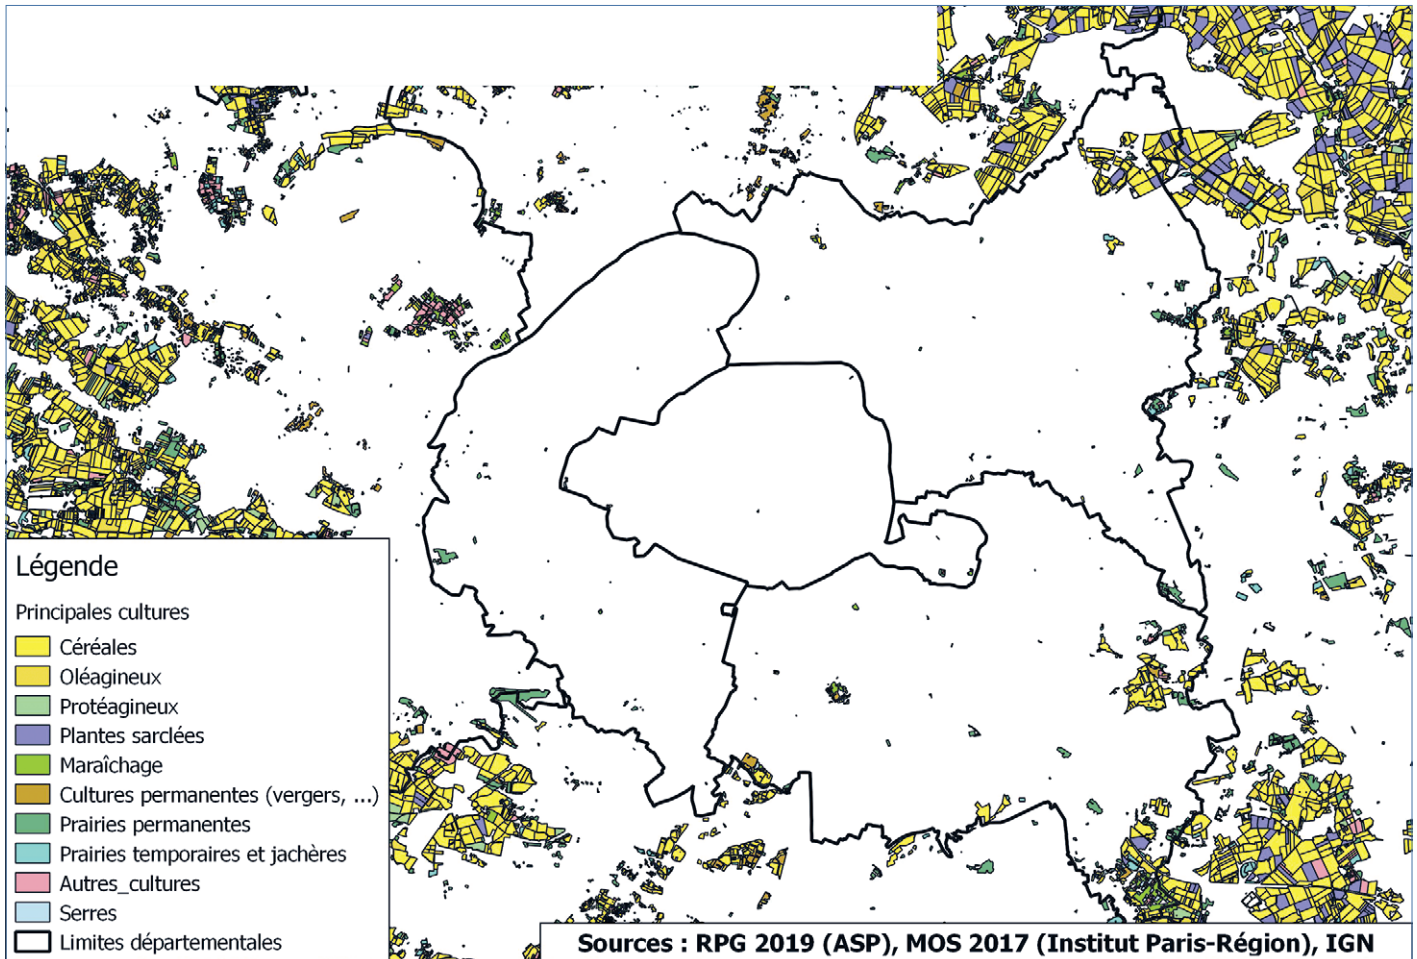 Légende
Principales cultures
Céréales
Oléagineux
Protéagineux
Plantes sarclées
Maraîchage
Cultures permanentes (vergers, ...)
Prairies permanentes
Prairies temporaires et jachères
Autres_cultures
Serres
Limites départementales
Sources : RPG 2019 (ASP), MOS 2017 (Institut Paris-Région), IGN